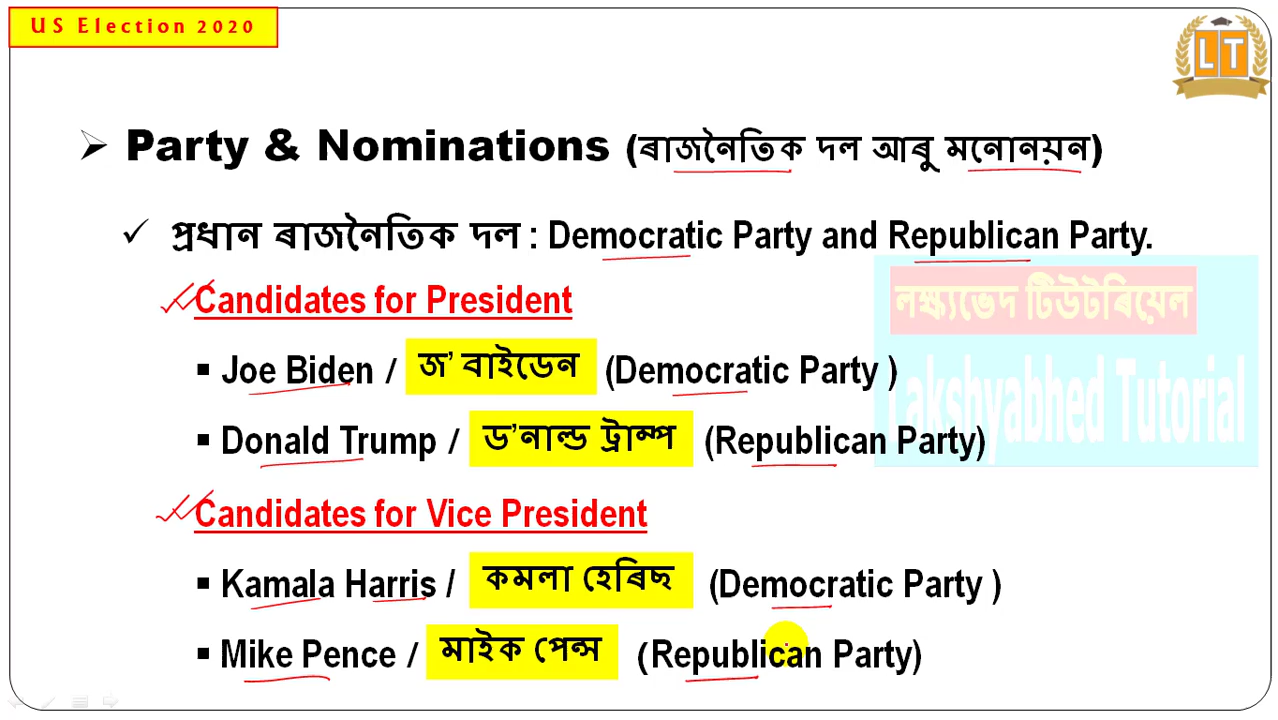 US Election 2020
LT
Party & Nominations (ৰাজনৈতিক দল আৰু মনোনয়ন)
প্ৰধান ৰাজনৈতিক দল : Democratic Party and Republican Party.
লক্ষ্যভেদ টিউটৰিয়েল
Candidates for President
Joe Biden / জ’ বাইডেন (Democratic Party )
Lakshyabhed Tutorial
Donald Trump / ড’নাল্ড ট্ৰাম্প (Republican Party)
Candidates for Vice President
Kamala Harris / কমলা হেৰিছ (Democratic Party )
Mike Pence / মাইক পেন্স (Republican Party)